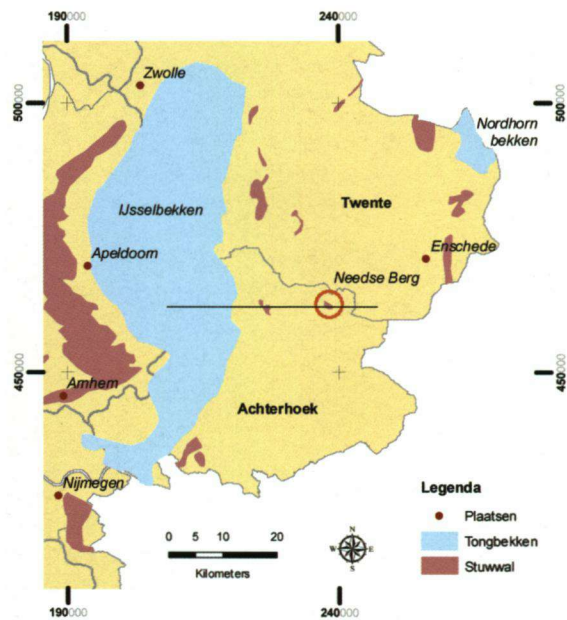 190000
240000
Zwolle
500000
500000
Nordhorn
bekken
IJsselbekken
Twente
Enschede
Apeldoorn
Needse Berg
450000
450000
Arnhem
Achterhoek
Nijmegen
Legenda
Plaatsen
Tongbekken
Stuwwal
0 5 10 20
Kilometers
N
W E
S
190000
240000